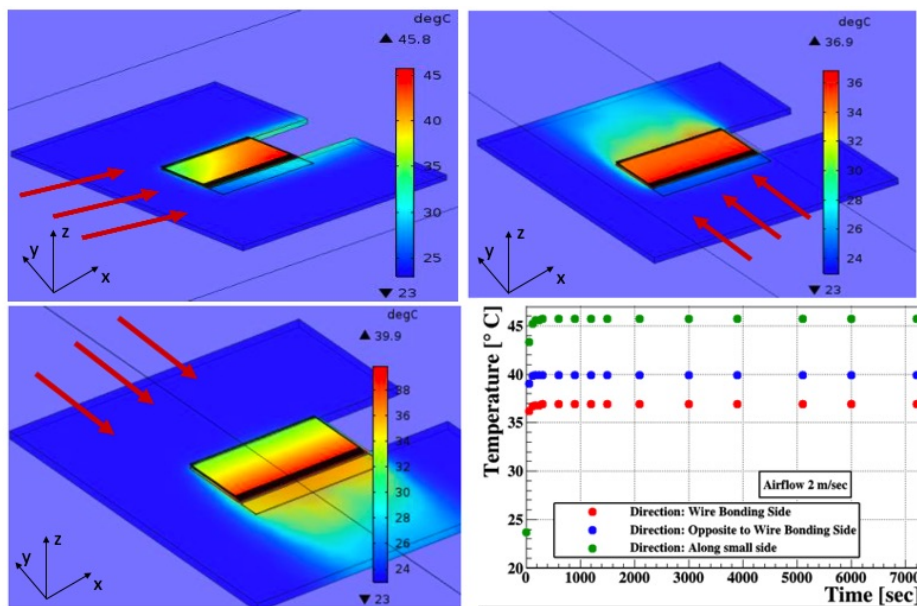 degC
▲ 45.8
45
40
35
30
25
▼ 23
y
z
x
degC
▲ 36.9
36
34
32
30
28
26
24
▼ 23
y
z
x
degC
▲ 39.9
38
36
34
32
30
28
26
24
▼ 23
y
z
x
Temperature [° C]
45
40
35
30
25
20
Airflow 2 m/sec
Direction: Wire Bonding Side
Direction: Opposite to Wire Bonding Side
Direction: Along small side
0 1000 2000 3000 4000 5000 6000 7000
Time [sec]